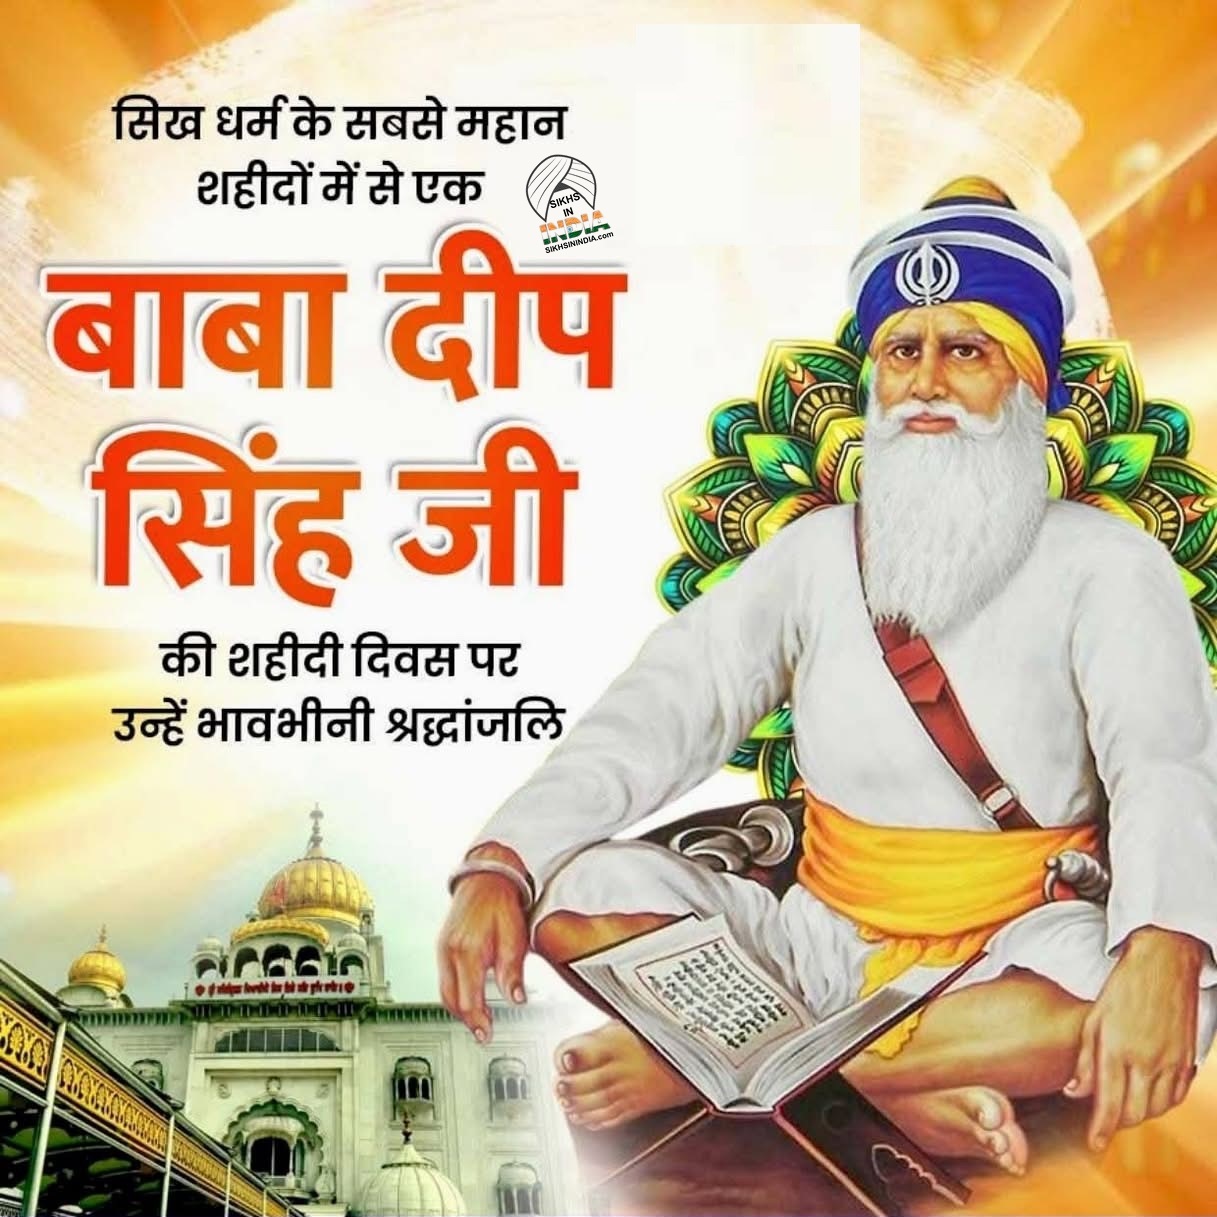 सिख धर्म के सबसे महान
शहीदों में से एक
SIKHS
IN
INDIA
SIKHSININDIA.com
बाबा दीप
सिंह जी
की शहीदी दिवस पर
उन्हें भावभीनी श्रद्धांजलि